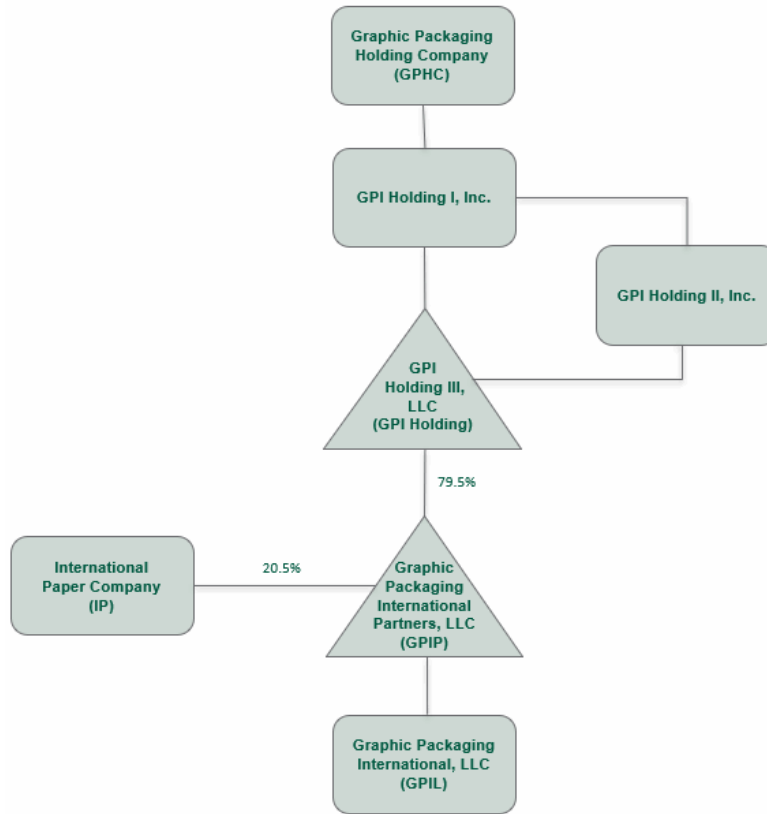 Graphic Packaging
Holding Company
(GPHC)
GPI Holding I, Inc.
GPI Holding II, Inc.
GPI
Holding III,
LLC
(GPI Holding)
79.5%
International
Paper Company
(IP)
20.5%
Graphic
Packaging
International
Partners, LLC
(GPIP)
Graphic Packaging
International, LLC
(GPIL)